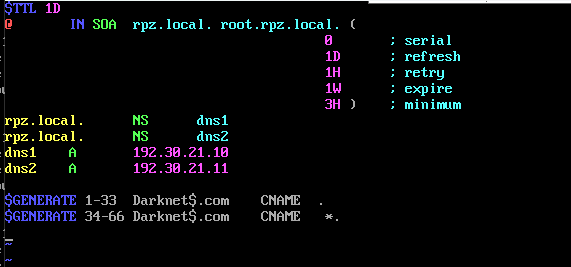 $TTL 1D
@ IN SOA rpz.local. root.rpz.local. (
0 ; serial
1D ; refresh
1H ; retry
1W ; expire
3H ) ; minimum
rpz.local. NS dns1
rpz.local. NS dns2
dns1 A 192.30.21.10
dns2 A 192.30.21.11
$GENERATE 1-33 Darknet$.com CNAME .
$GENERATE 34-66 Darknet$.com CNAME *.
~
~